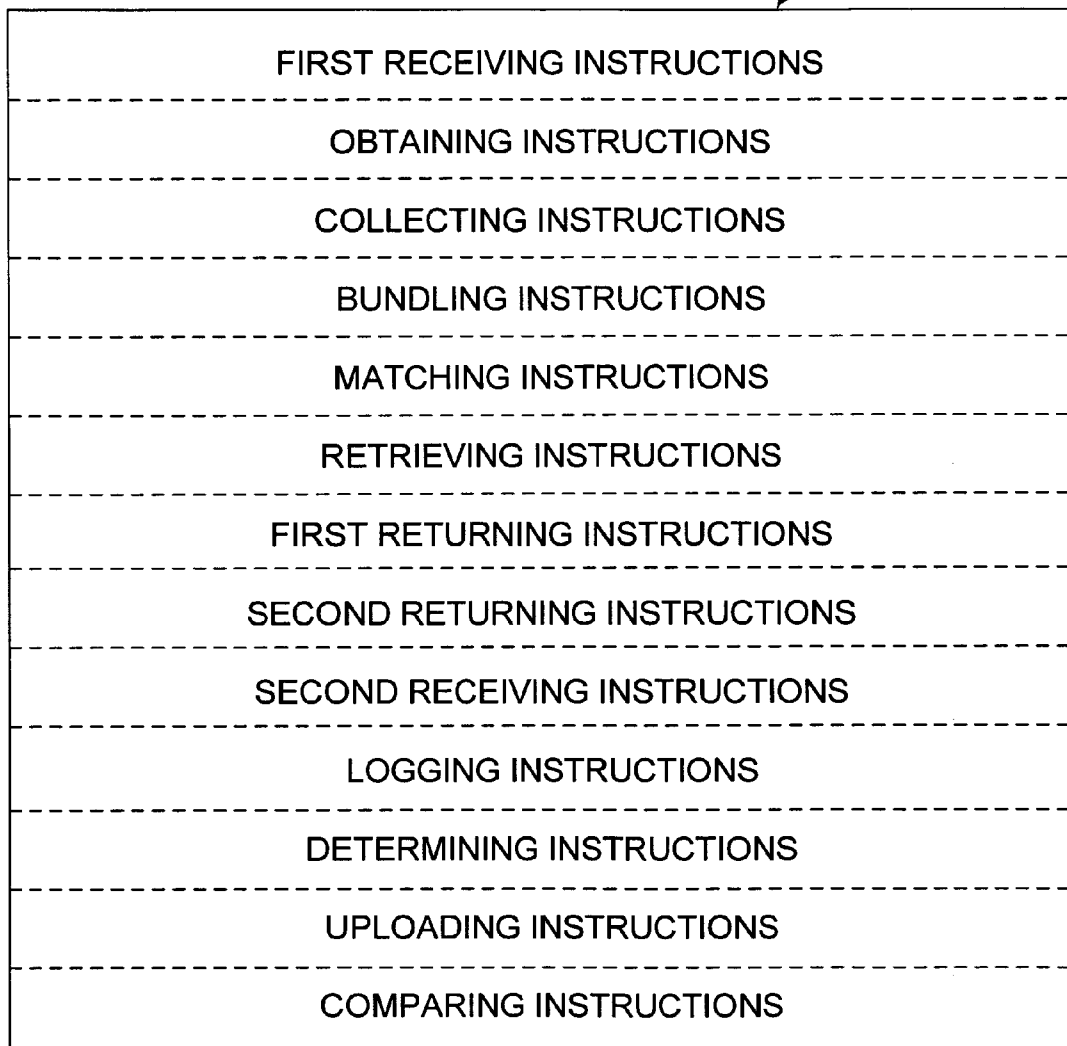 FIRST RECEIVING INSTRUCTIONS
OBTAINING INSTRUCTIONS
COLLECTING INSTRUCTIONS
BUNDLING INSTRUCTIONS
MATCHING INSTRUCTIONS
RETRIEVING INSTRUCTIONS
FIRST RETURNING INSTRUCTIONS
SECOND RETURNING INSTRUCTIONS
SECOND RECEIVING INSTRUCTIONS
LOGGING INSTRUCTIONS
DETERMINING INSTRUCTIONS
UPLOADING INSTRUCTIONS
COMPARING INSTRUCTIONS